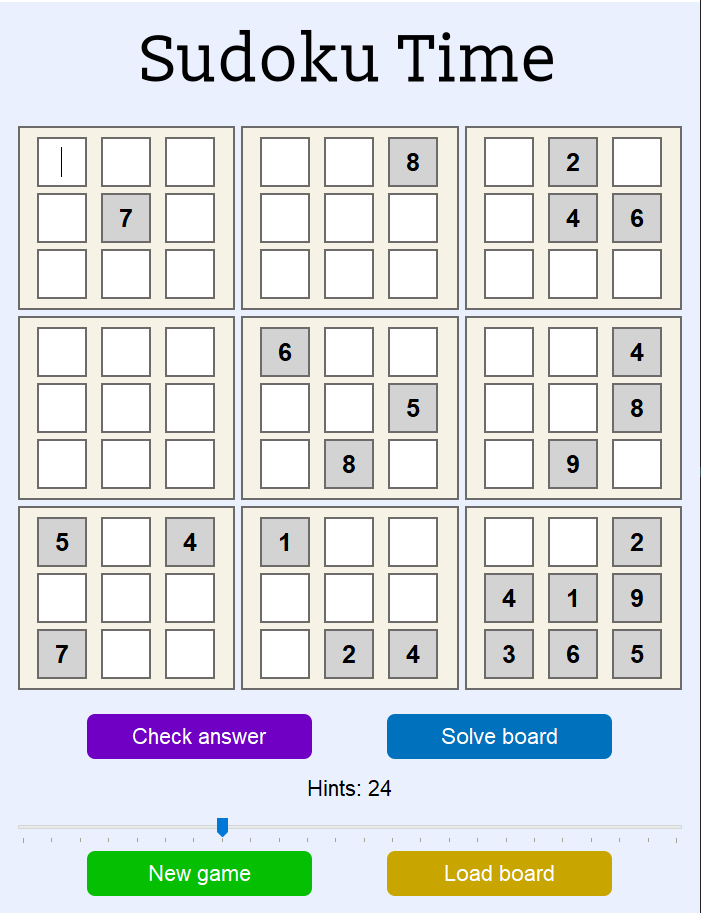 Sudoku Time
8 2
7 4 6
6 4
5 8
8 9
5 4 1 2
4 1 9
7 2 4 3 6 5
Check answer Solve board
Hints: 24
New game Load board